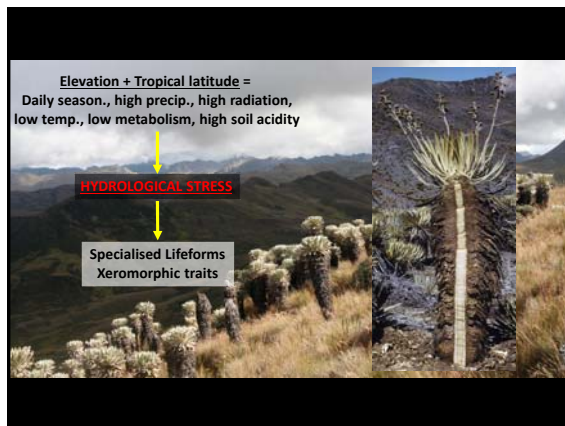 Elevation + Tropical latitude =
Daily season., high precip., high radiation,
low temp., low metabolism, high soil acidity
HYDROLOGICAL STRESS
Specialised Lifeforms
Xeromorphic traits